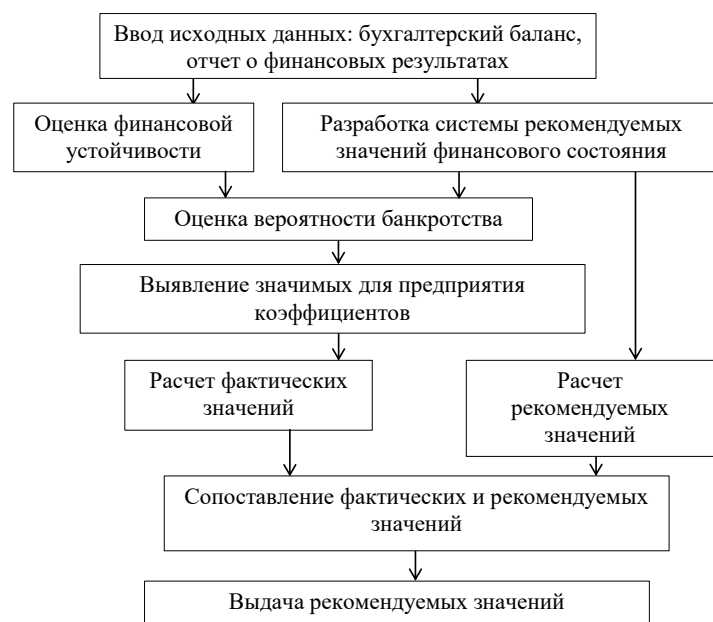 Ввод исходных данных: бухгалтерский баланс,
отчет о финансовых результатах
Оценка финансовой
устойчивости
Разработка системы рекомендуемых
значений финансового состояния
Оценка вероятности банкротства
Выявление значимых для предприятия
коэффициентов
Расчет фактических
значений
Расчет
рекомендуемых
значений
Сопоставление фактических и рекомендуемых
значений
Выдача рекомендуемых значений